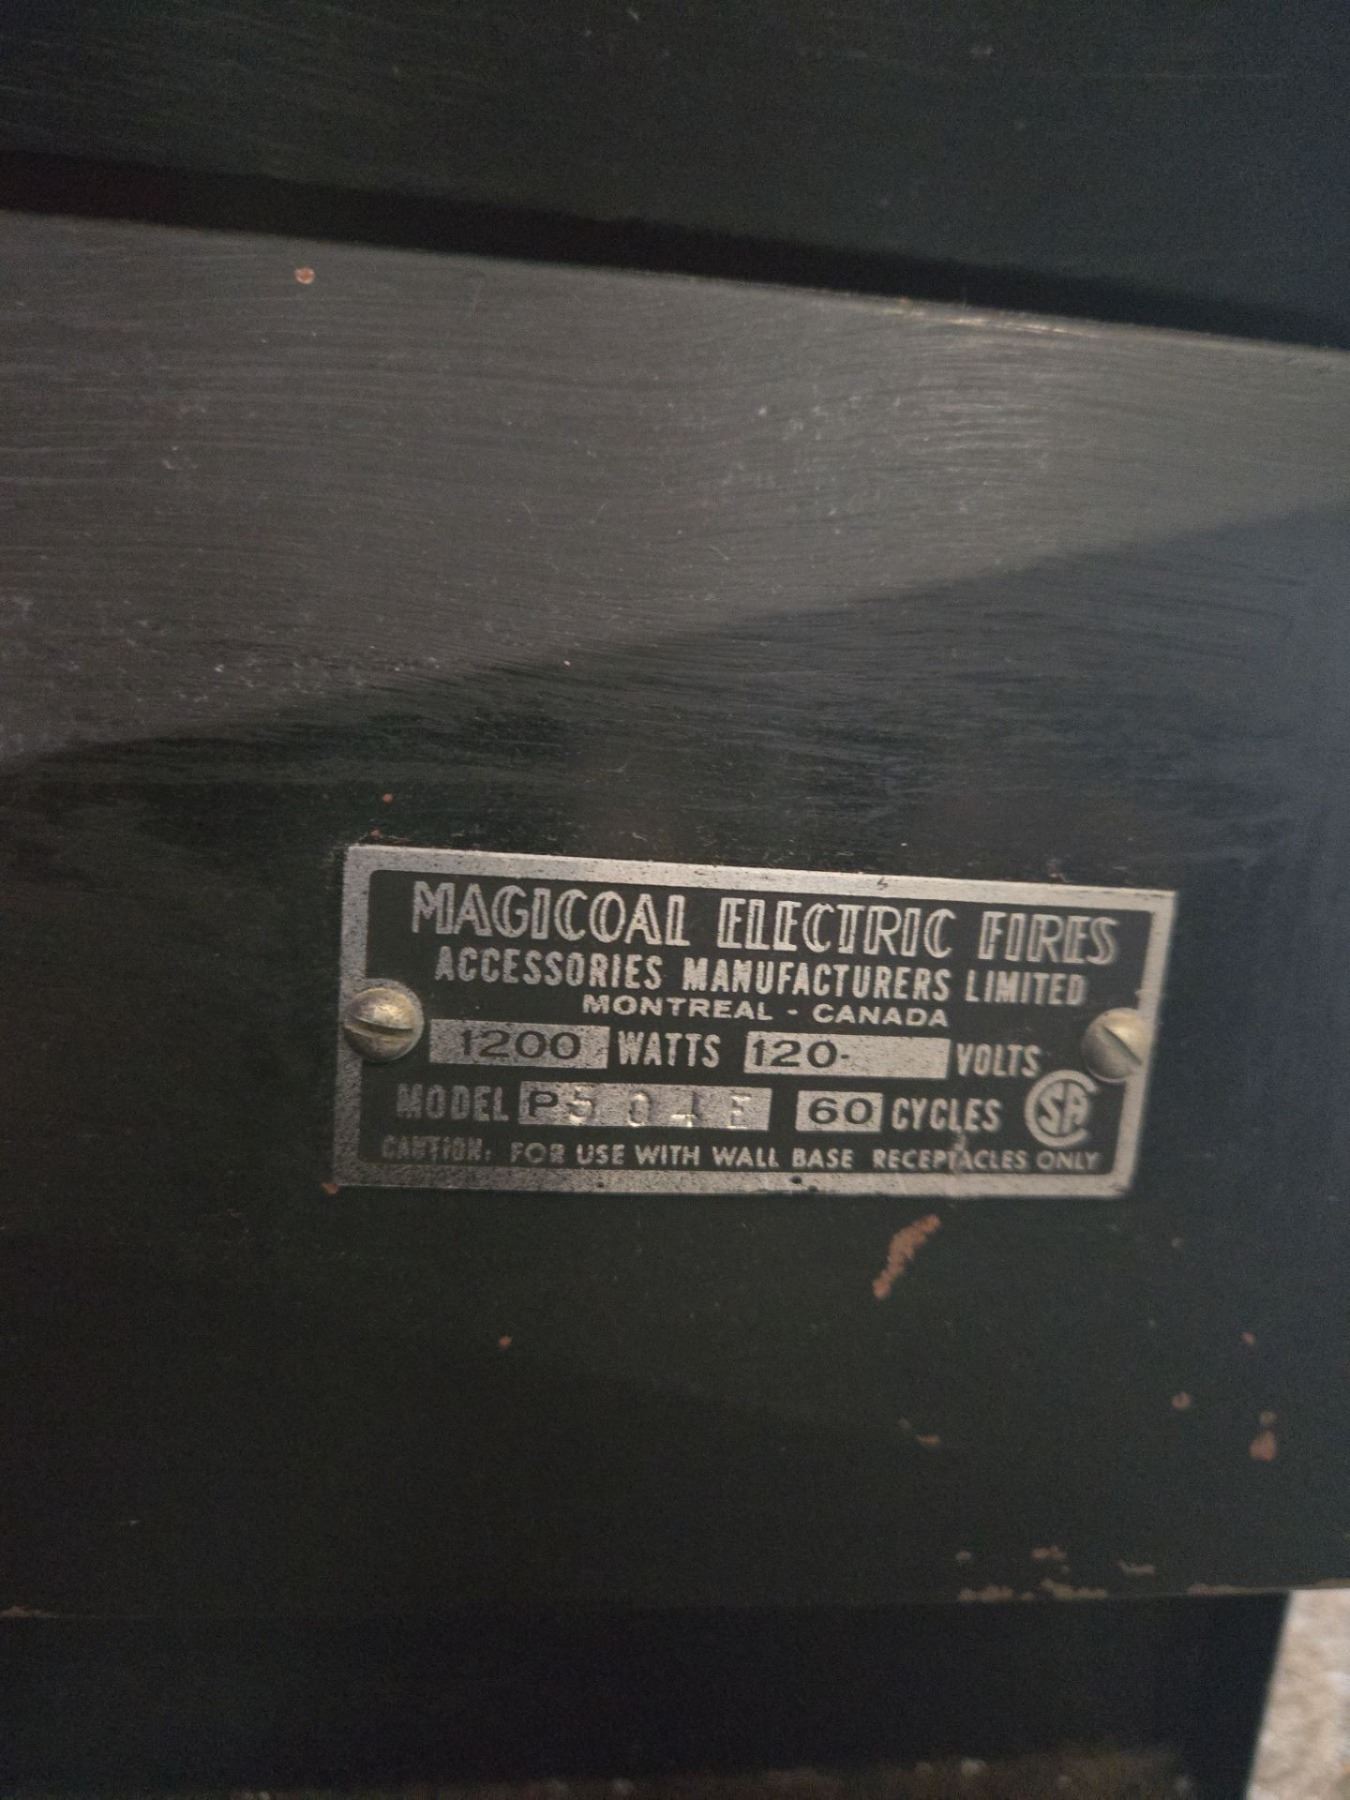 MAGICOAL ELECTRIC FIRES
ACCESSORIES MANUFACTURERS LIMITED
MONTREAL - CANADA
1200 WATTS 120- VOLTS
MODEL 60 CYCLES CSA
CAUTION: FOR USE WITH WALL BASE RECEPTACLES ONLY